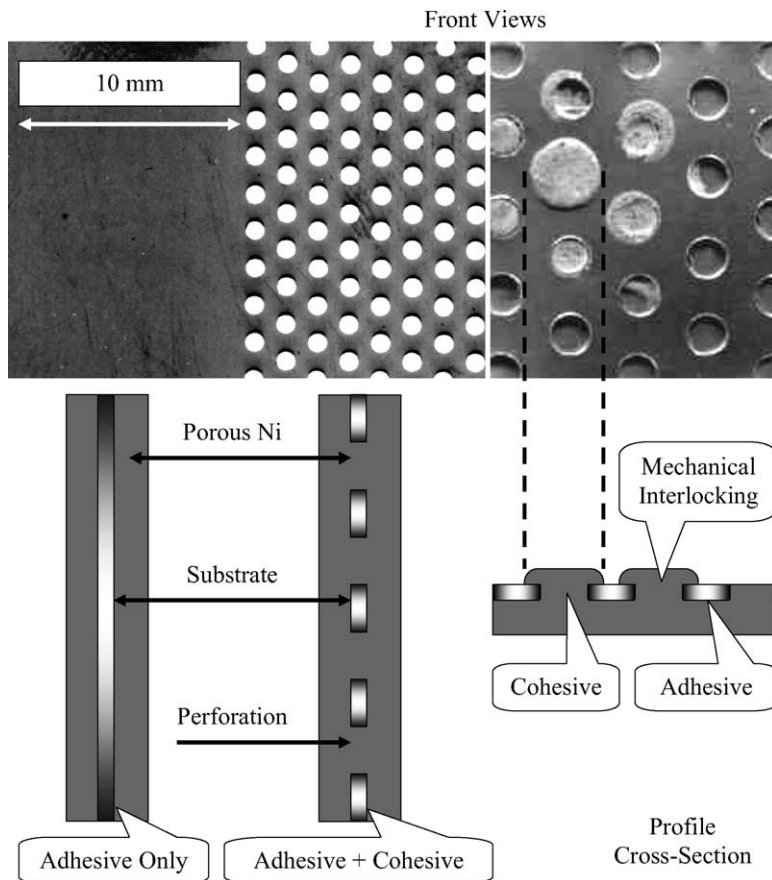 Front Views
10 mm
Porous Ni
Mechanical
Interlocking
Substrate
Cohesive
Adhesive
Perforation
Adhesive Only
Adhesive + Cohesive
Profile
Cross-Section